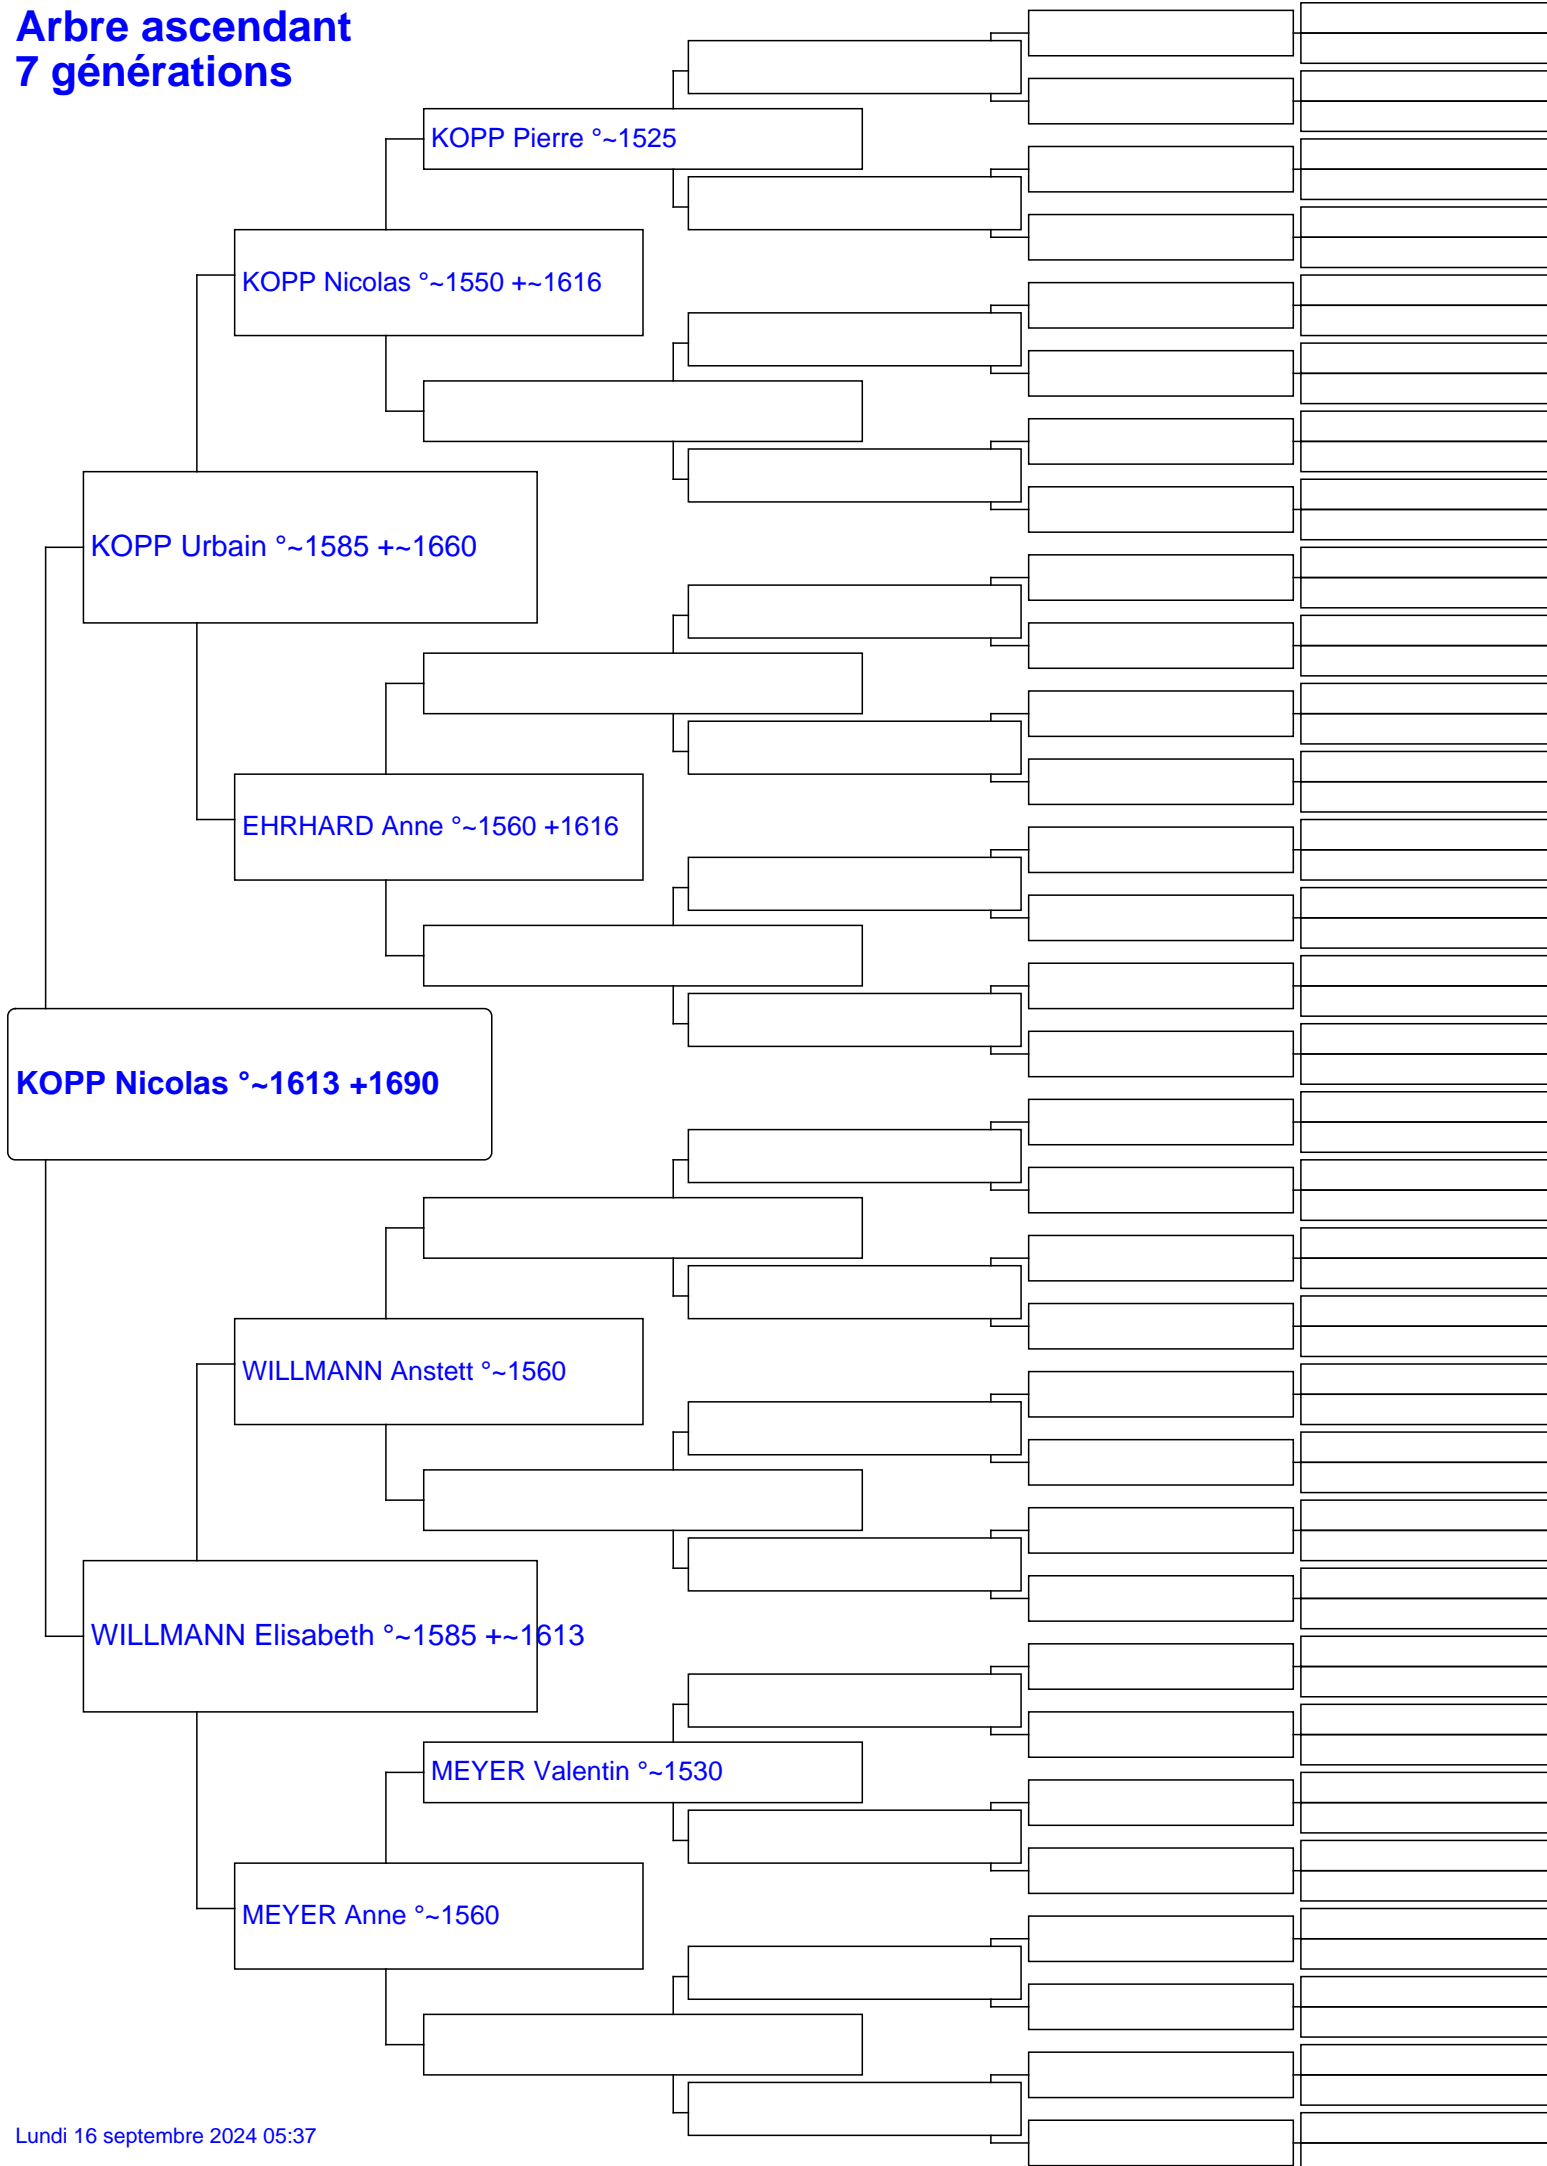 Arbre ascendant
7 générations
KOPP Pierre °~1525
KOPP Nicolas °~1550 +~1616
KOPP Urbain °~1585 +~1660
EHRHARD Anne °~1560 +1616
KOPP Nicolas °~1613 +1690
WILLMANN Anstett °~1560
WILLMANN Elisabeth °~1585 +~1613
MEYER Valentin °~1530
MEYER Anne °~1560
Lundi 16 septembre 2024 05:37